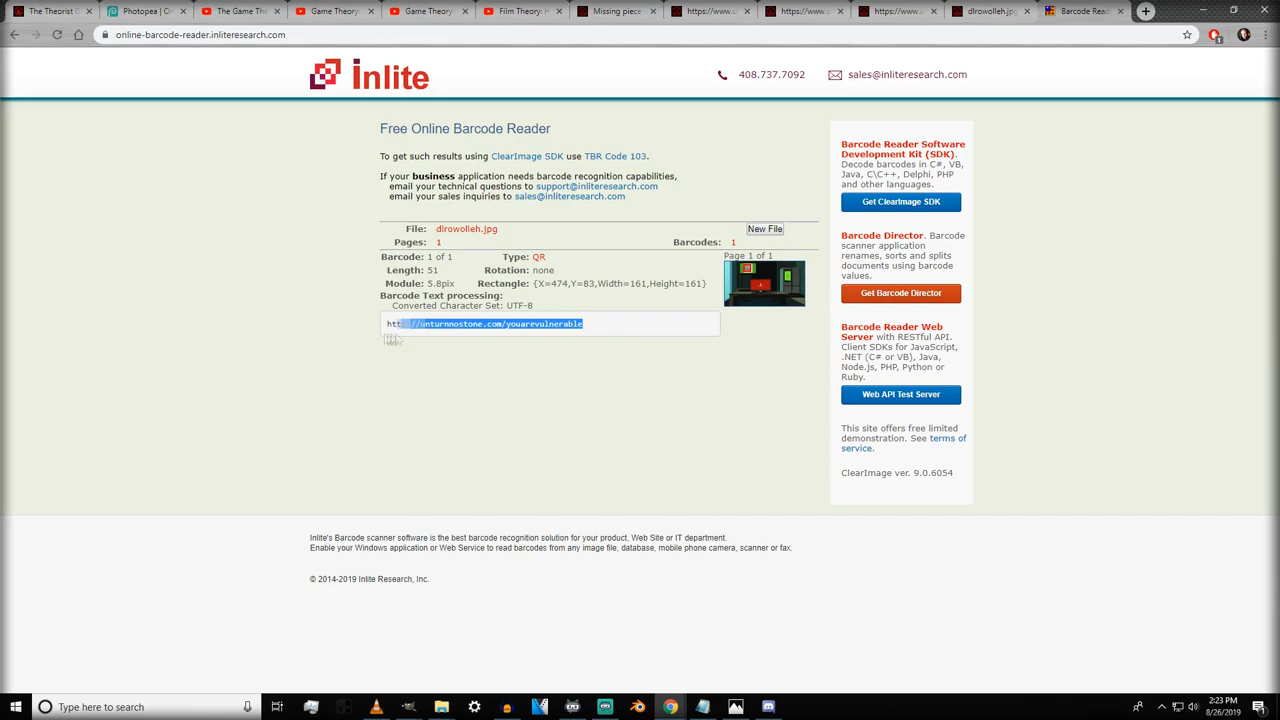 The Theorist G
Photopea | O
The Game The
Game Theory
Game Theory
Film Theory: M
Missing piece
https://www.u
https://www.u
https://www.u
dlrowolleh.jpg
Barcode Read
online-barcode-reader.inliteresearch.com
inlite
408.737.7092
sales@inliteresearch.com
Free Online Barcode Reader
To get such results using ClearImage SDK use TBR Code 103.
If your business application needs barcode recognition capabilities,
email your technical questions to support@inliteresearch.com
email your sales inquiries to sales@inliteresearch.com
File: dlrowolleh.jpg
New File
Pages: 1 Barcodes: 1
Barcode: 1 of 1 Type: QR
Page 1 of 1
Length: 51 Rotation: none
Module: 5.8pix Rectangle: {X=474,Y=83,Width=161,Height=161}
Barcode Text processing:
Converted Character Set: UTF-8
http://unturnnostone.com/youarevulnerable
Barcode Reader Software
Development Kit (SDK).
Decode barcodes in C#, VB,
Java, C\C++, Delphi, PHP
and other languages.
Get ClearImage SDK
Barcode Director. Barcode
scanner application
renames, sorts and splits
documents using barcode
values.
Get Barcode Director
Barcode Reader Web
Server with RESTful API.
Client SDKs for JavaScript,
.NET (C# or VB), Java,
Node.js, PHP, Python or
Ruby.
Web API Test Server
This site offers free limited
demonstration. See terms of
service.
ClearImage ver. 9.0.6054
Inlite's Barcode scanner software is the best barcode recognition solution for your product, Web Site or IT department.
Enable your Windows application or Web Service to read barcodes from any image file, database, mobile phone camera, scanner or fax.
© 2014-2019 Inlite Research, Inc.
Type here to search
2:23 PM
8/26/2019